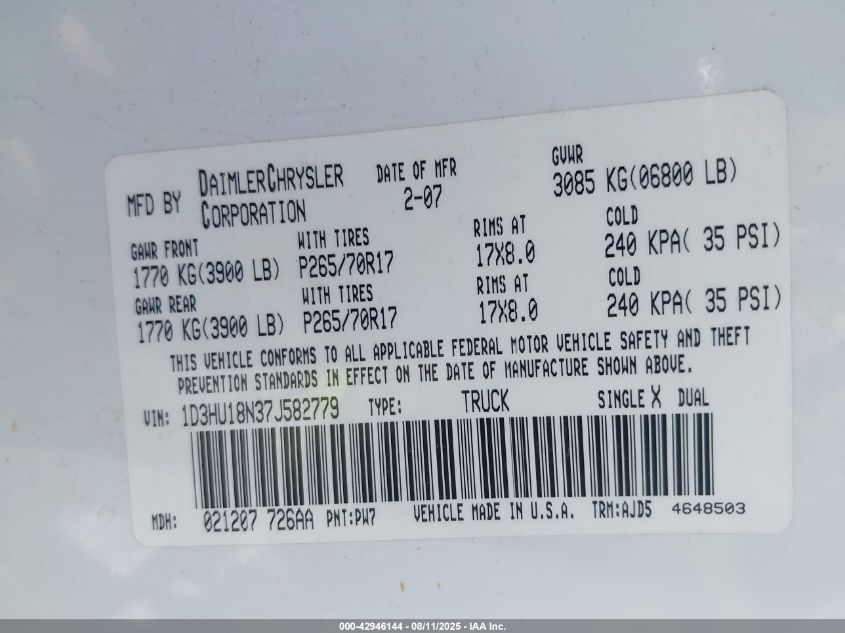 MFD BY DAIMLERCHRYSLER CORPORATION DATE OF MFR 2-07 GVWR 3085 KG(06800 LB)
GAWR FRONT WITH TIRES RIMS AT COLD
1770 KG(3900 LB) P265/70R17 17X8.0 240 KPA( 35 PSI)
GAWR REAR WITH TIRES RIMS AT COLD
1770 KG(3900 LB) P265/70R17 17X8.0 240 KPA( 35 PSI)
THIS VEHICLE CONFORMS TO ALL APPLICABLE FEDERAL MOTOR VEHICLE SAFETY AND THEFT
PREVENTION STANDARDS IN EFFECT ON THE DATE OF MANUFACTURE SHOWN ABOVE.
VIN: 1D3HU18N37J582779 TYPE: TRUCK SINGLE X DUAL
MDH: 021207 726AA PNT:PW7 VEHICLE MADE IN U.S.A. TRM:AJD5 4648503
000-42946144 - 08/11/2025 - IAA Inc.